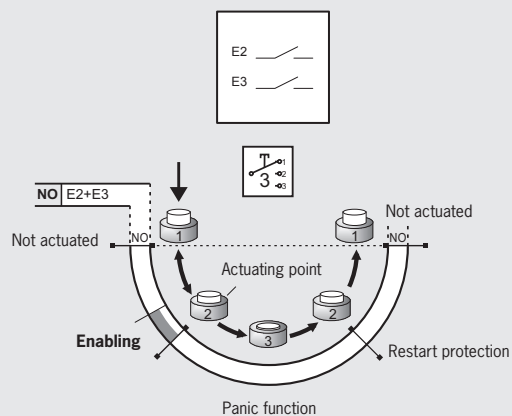 E2
E3
1
2
3
3
NO E2+E3
Not actuated
NO
1
1
Not actuated
NO
Actuating point
2
2
3
Enabling
Restart protection
Panic function